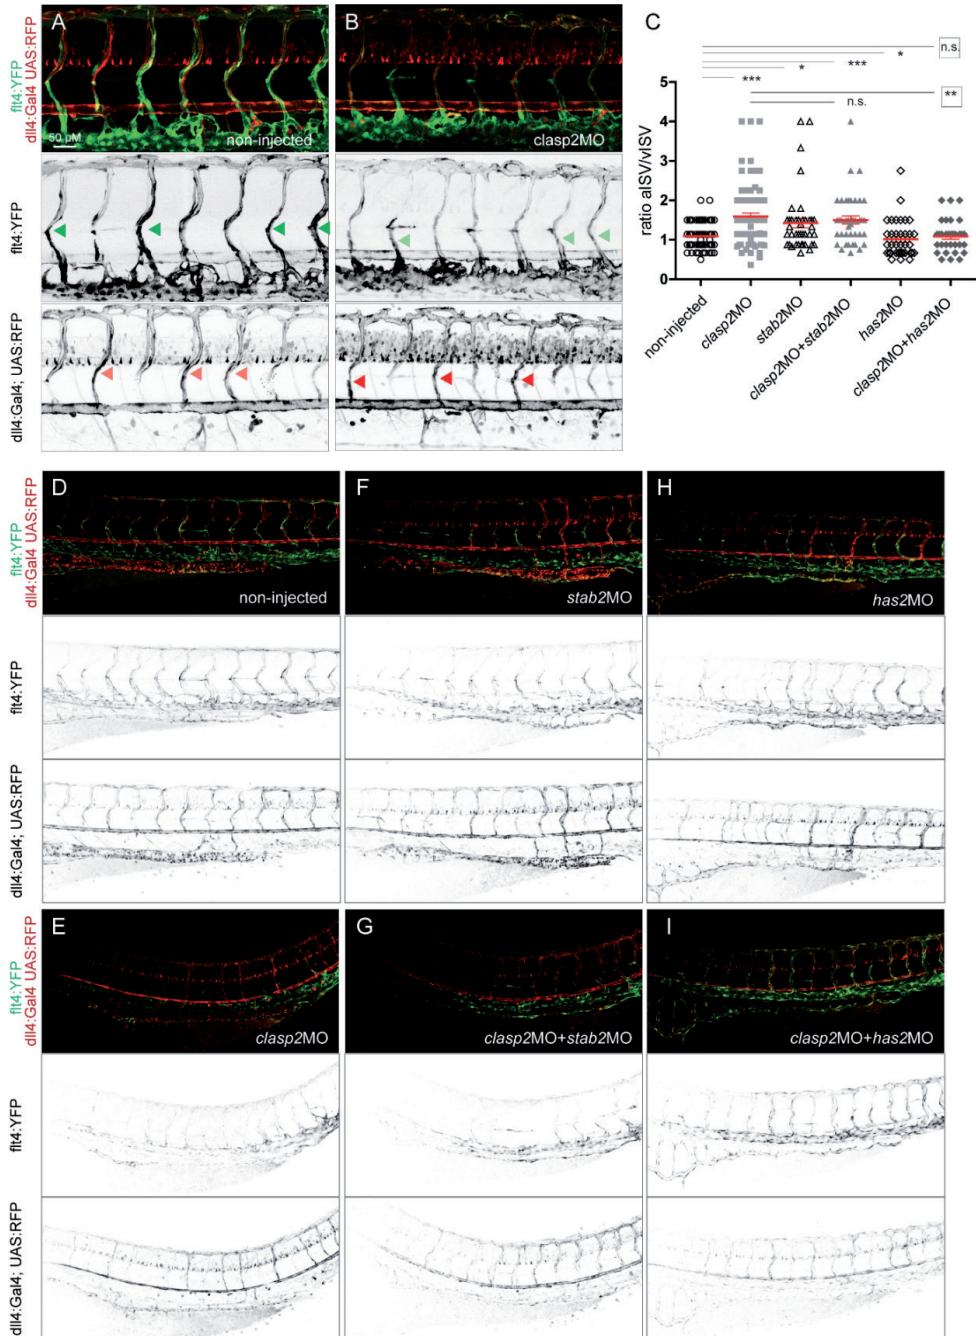 A
B
C
flt4:YFP
dll4:Gal4 UAS:RFP
50 µM
non-injected
clasp2MO
flt4:YFP
dll4:Gal4; UAS:RFP
n.s.
*
***
*
***
**
n.s.
ratio aISV/vISV
5
4
3
2
1
0
non-injected
clasp2MO
stab2MO
clasp2MO+stab2MO
has2MO
clasp2MO+has2MO
D
F
H
flt4:YFP
dll4:Gal4 UAS:RFP
non-injected
stab2MO
has2MO
flt4:YFP
dll4:Gal4; UAS:RFP
E
G
I
flt4:YFP
dll4:Gal4 UAS:RFP
clasp2MO
clasp2MO+stab2MO
clasp2MO+has2MO
flt4:YFP
dll4:Gal4; UAS:RFP